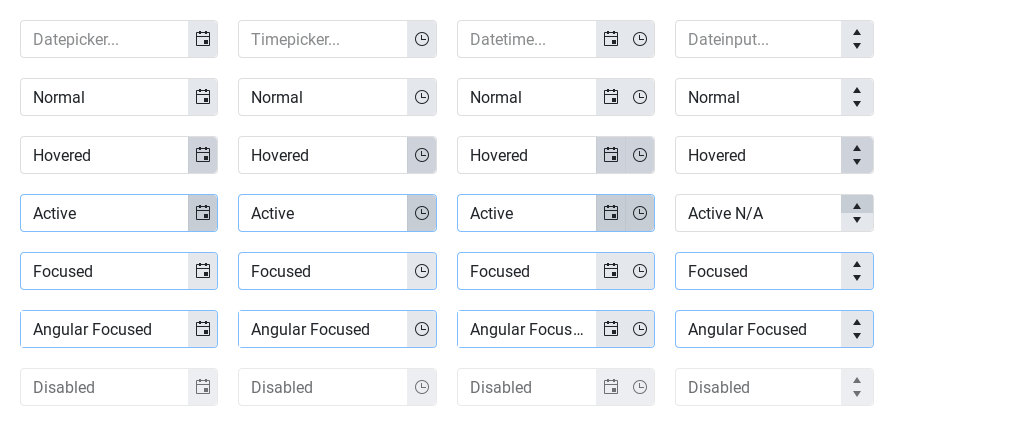 Datepicker... Timepicker... Datetime... Dateinput...
Normal Normal Normal Normal
Hovered Hovered Hovered Hovered
Active Active Active Active N/A
Focused Focused Focused Focused
Angular Focused Angular Focused Angular Focus... Angular Focused
Disabled Disabled Disabled Disabled